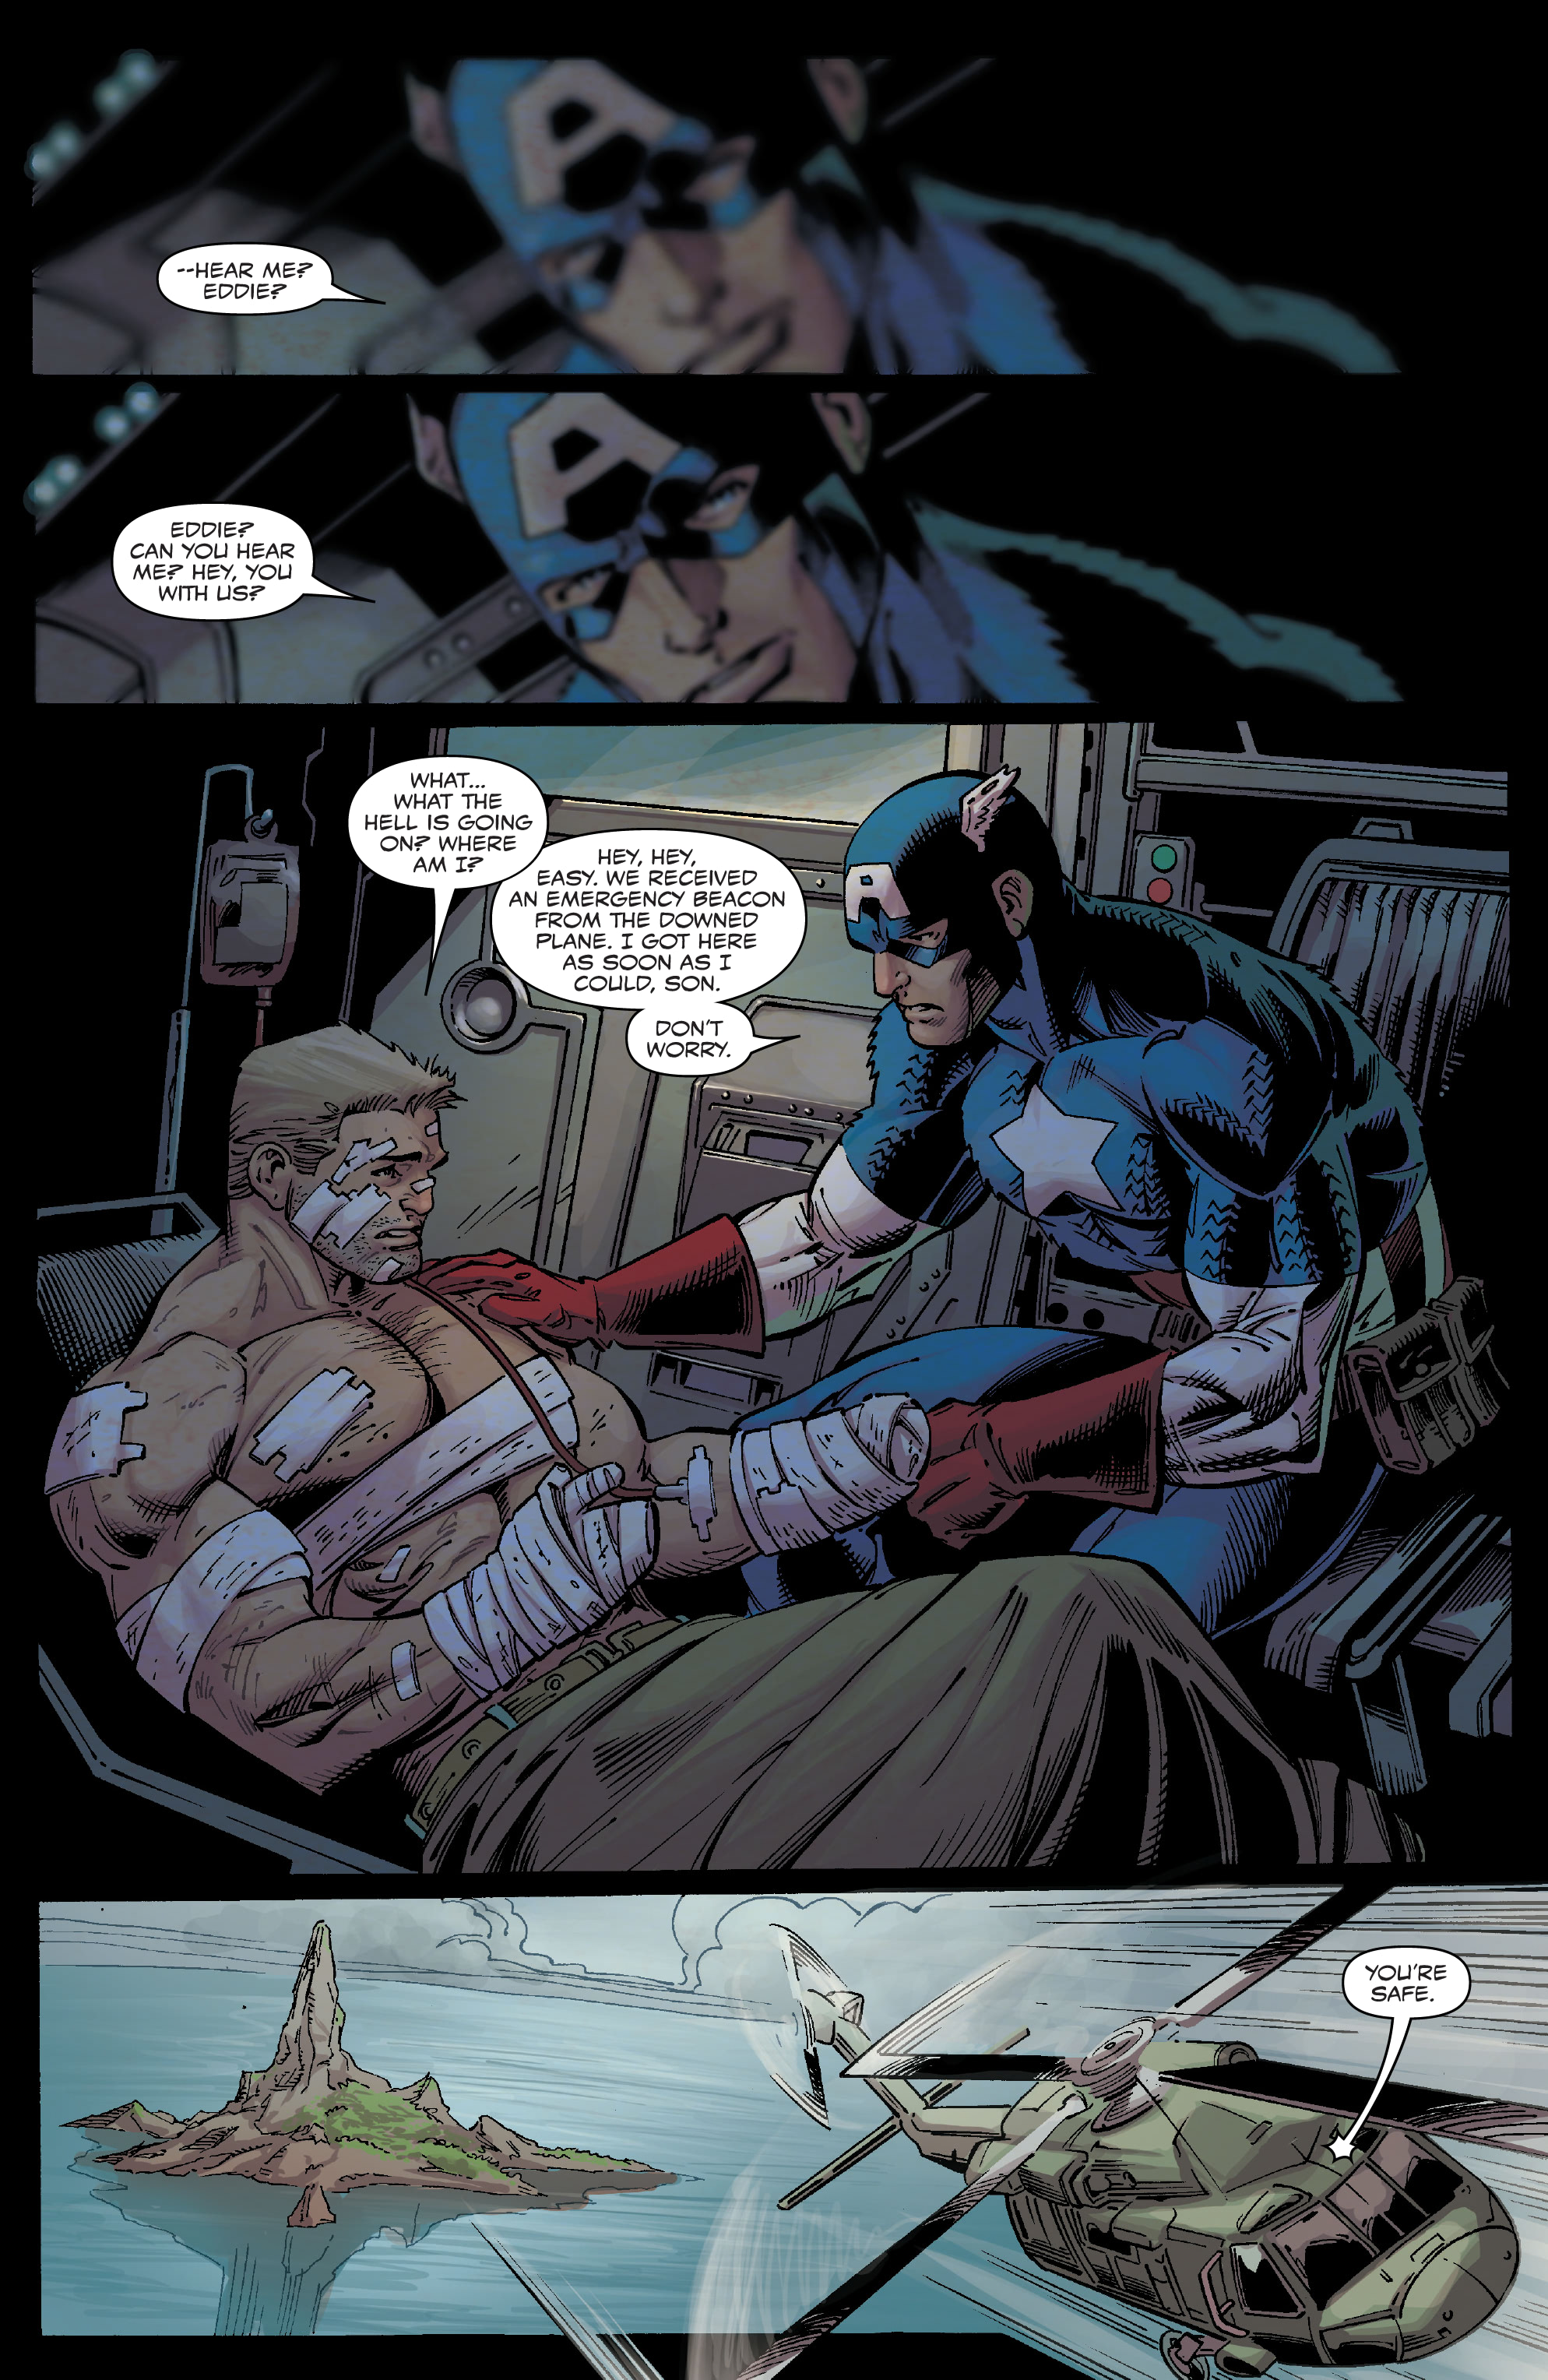 --HEAR ME?
EDDIE?
EDDIE?
CAN YOU HEAR
ME? HEY, YOU
WITH US?
WHAT...
WHAT THE
HELL IS GOING
ON? WHERE
AM I?
HEY, HEY,
EASY. WE RECEIVED
AN EMERGENCY BEACON
FROM THE DOWNED
PLANE. I GOT HERE
AS SOON AS I
COULD, SON.
DON'T
WORRY.
YOU'RE
SAFE.